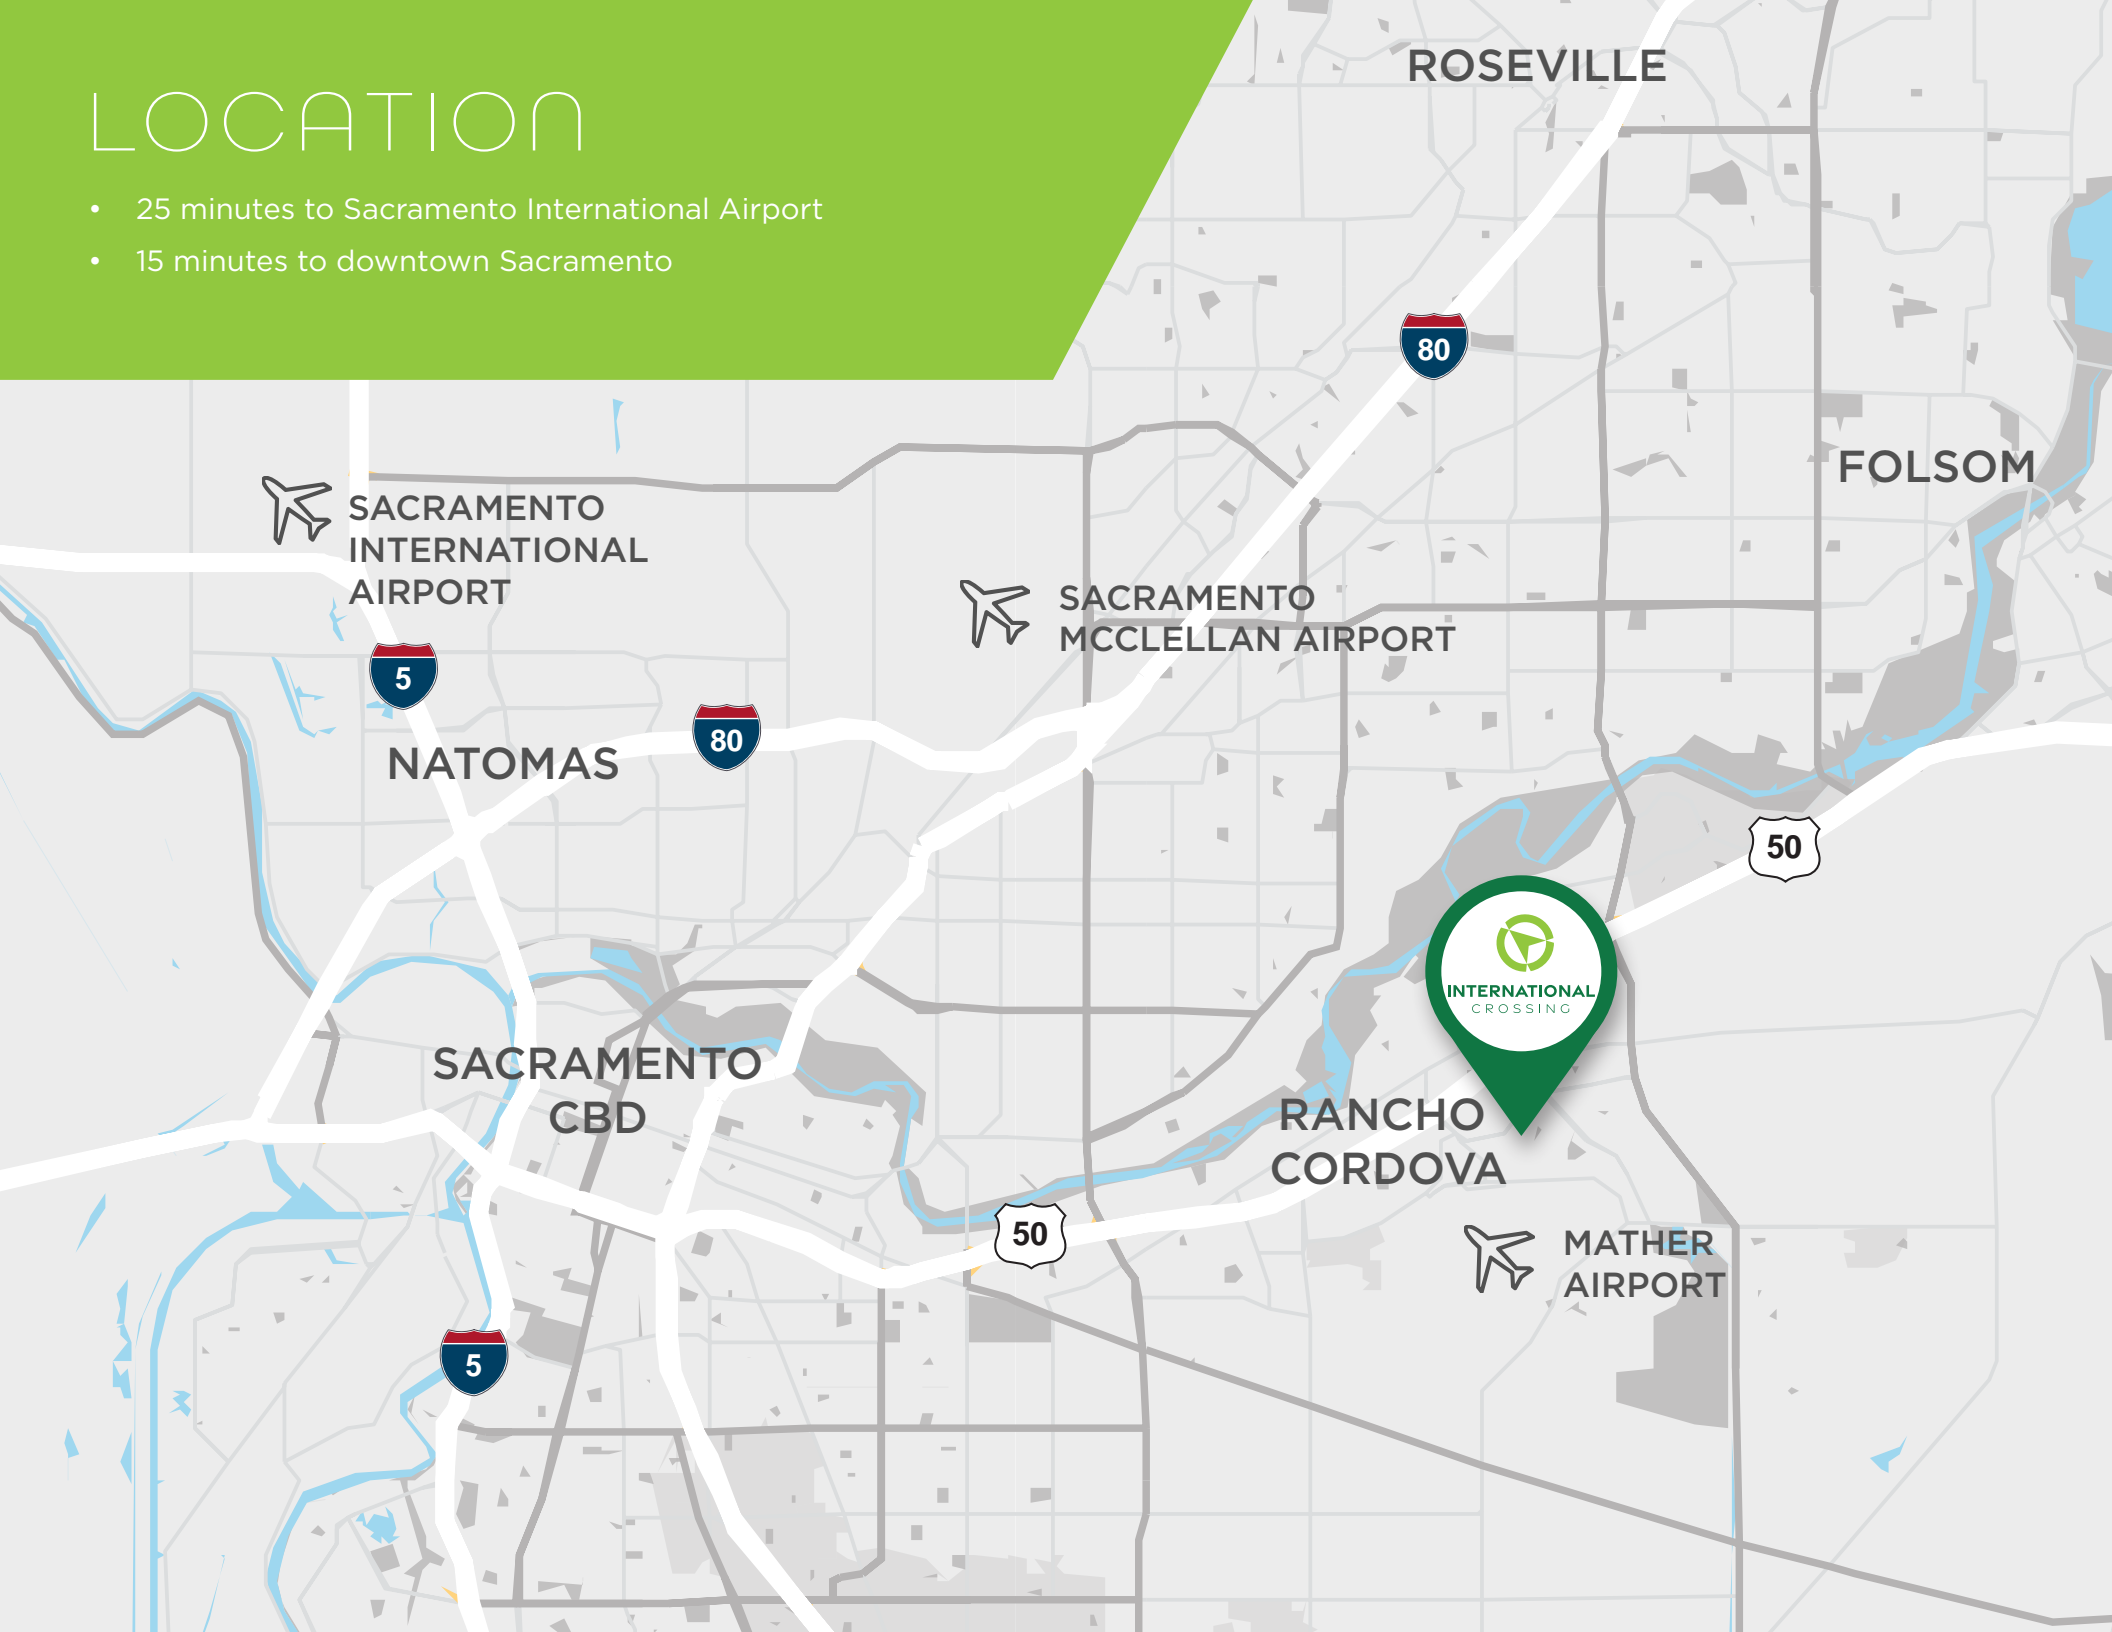 LOCATION
• 25 minutes to Sacramento International Airport
• 15 minutes to downtown Sacramento
ROSEVILLE
80
FOLSOM
SACRAMENTO
INTERNATIONAL
AIRPORT
SACRAMENTO
MCCLELLAN AIRPORT
5
NATOMAS
80
50
INTERNATIONAL
CROSSING
SACRAMENTO
CBD
RANCHO
CORDOVA
50
MATHER
AIRPORT
5